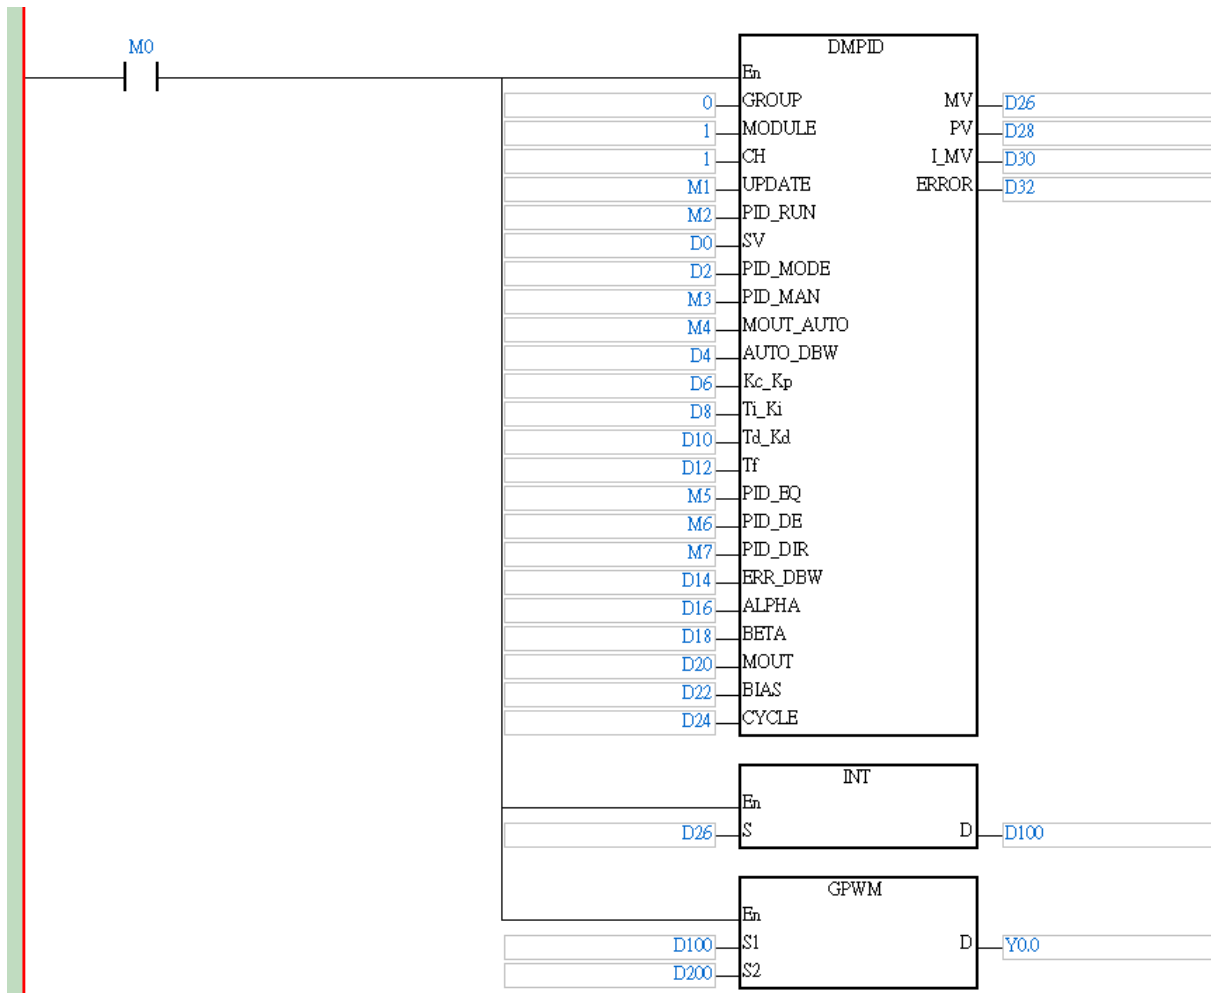 M0
DMPID
En
0 GROUP MV D26
1 MODULE PV D28
1 CH I_MV D30
M1 UPDATE ERROR D32
M2 PID_RUN
D0 SV
D2 PID_MODE
M3 PID_MAN
M4 MOUT_AUTO
D4 AUTO_DBW
D6 Kc_Kp
D8 Ti_Ki
D10 Td_Kd
D12 Tf
M5 PID_EQ
M6 PID_DE
M7 PID_DIR
D14 ERR_DBW
D16 ALPHA
D18 BETA
D20 MOUT
D22 BIAS
D24 CYCLE
INT
En
D26 S D D100
GPWM
En
D100 S1 D Y0.0
D200 S2